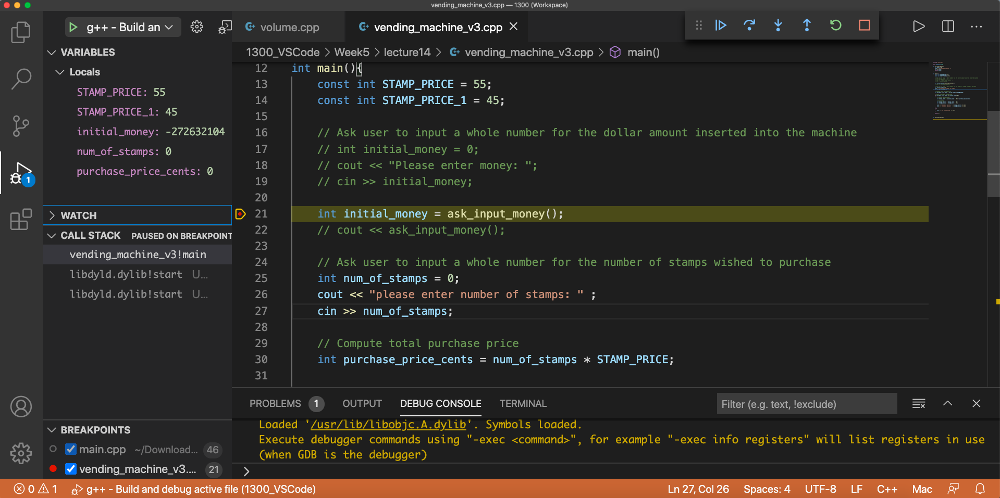 vending_machine_v3.cpp — 1300 (Workspace)
g++ - Build an
volume.cpp
vending_machine_v3.cpp
VARIABLES
Locals
STAMP_PRICE: 55
STAMP_PRICE_1: 45
initial_money: -272632104
num_of_stamps: 0
purchase_price_cents: 0
WATCH
CALL STACK PAUSED ON BREAKPOINT
vending_machine_v3!main
libdyld.dylib!start U...
libdyld.dylib!start U...
BREAKPOINTS
main.cpp ~/Download... 46
vending_machine_v3.... 21
1300_VSCode > Week5 > lecture14 > vending_machine_v3.cpp > main()
12 int main(){
13 const int STAMP_PRICE = 55;
14 const int STAMP_PRICE_1 = 45;
15
16 // Ask user to input a whole number for the dollar amount inserted into the machine
17 // int initial_money = 0;
18 // cout << "Please enter money: ";
19 // cin >> initial_money;
20
21 int initial_money = ask_input_money();
22 // cout << ask_input_money();
23
24 // Ask user to input a whole number for the number of stamps wished to purchase
25 int num_of_stamps = 0;
26 cout << "please enter number of stamps: " ;
27 cin >> num_of_stamps;
28
29 // Compute total purchase price
30 int purchase_price_cents = num_of_stamps * STAMP_PRICE;
31
1
PROBLEMS 1 OUTPUT DEBUG CONSOLE TERMINAL
Filter (e.g. text, !exclude)
Loaded '/usr/lib/libobjc.A.dylib'. Symbols loaded.
Execute debugger commands using "-exec <command>", for example "-exec info registers" will list registers in use
(when GDB is the debugger)
>
0 1 g++ - Build and debug active file (1300_VSCode) Ln 27, Col 26 Spaces: 4 UTF-8 LF C++ Mac